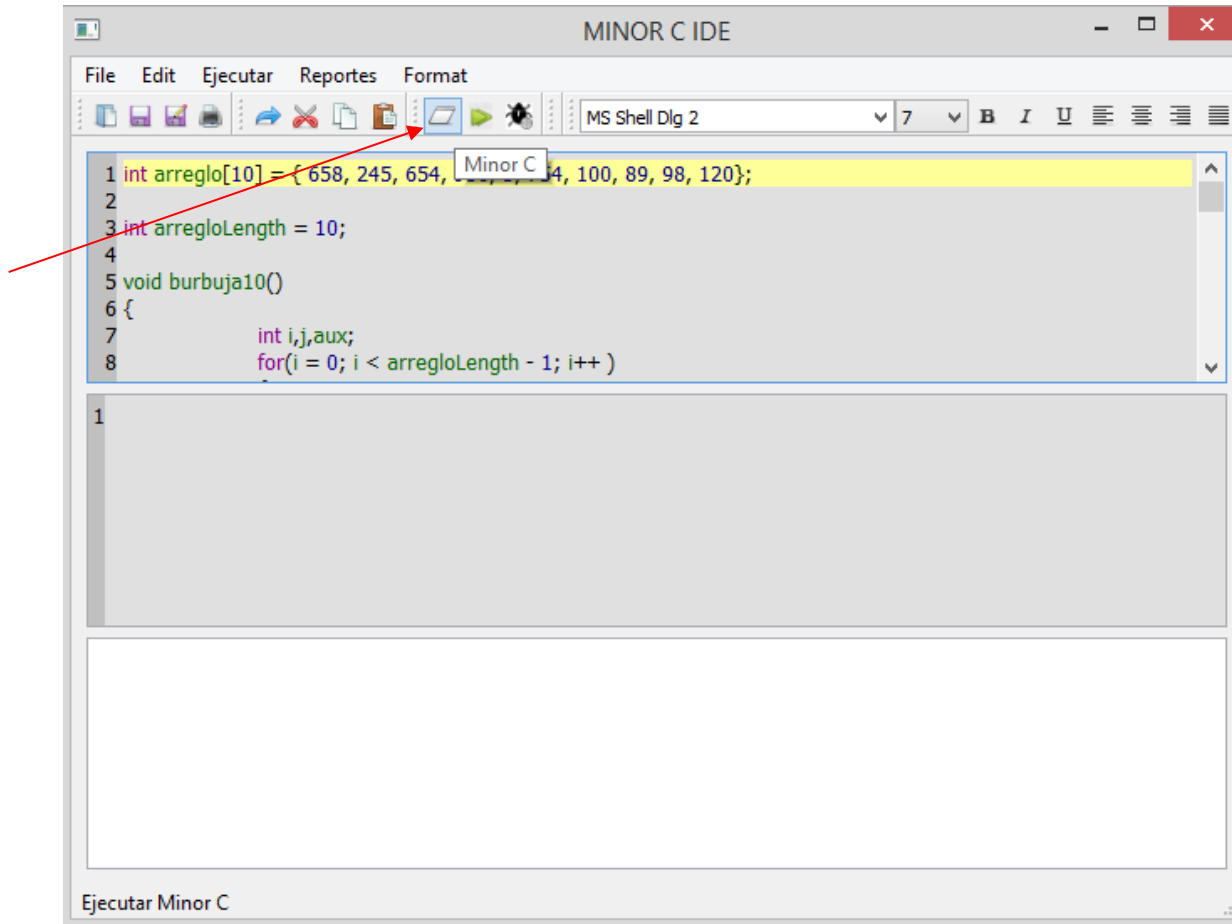 MINOR C IDE
File Edit Ejecutar Reportes Format
MS Shell Dlg 2 7 B I U
Minor C
1 int arreglo[10] = { 658, 245, 654, 4, 100, 89, 98, 120};
2
3 int arregloLength = 10;
4
5 void burbuja10()
6 {
7 int i,j,aux;
8 for(i = 0; i < arregloLength - 1; i++ )
1
Ejecutar Minor C